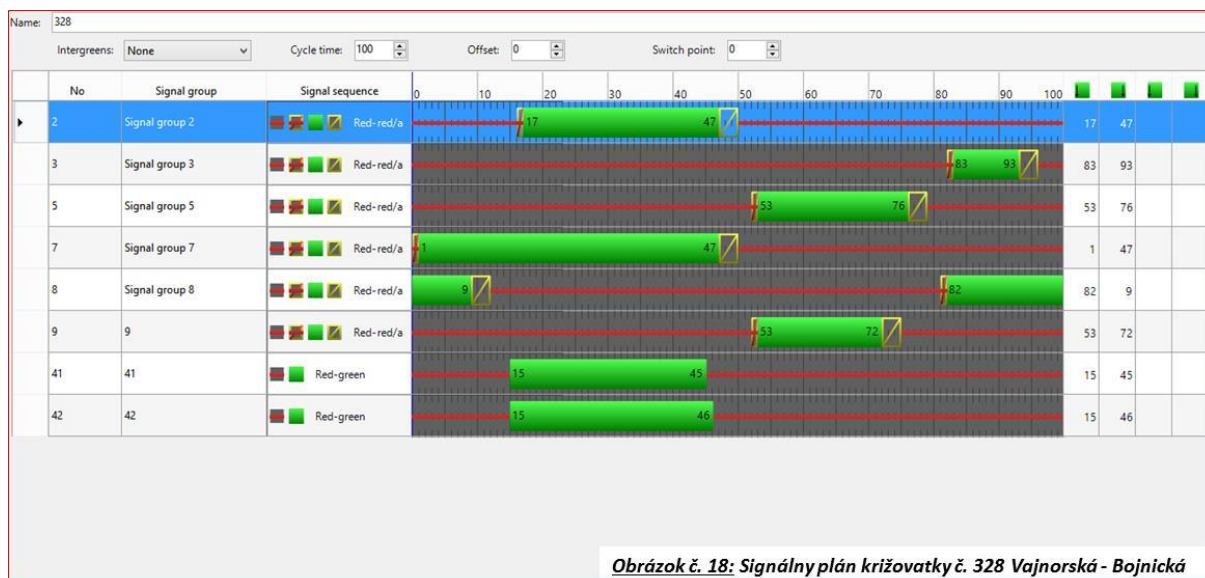 Name: 328
Intergreens: None Cycle time: 100 Offset: 0 Switch point: 0
No Signal group Signal sequence 0 10 20 30 40 50 60 70 80 90 100
2 Signal group 2 Red-red/a 17 47 17 47
3 Signal group 3 Red-red/a 83 93 83 93
5 Signal group 5 Red-red/a 53 76 53 76
7 Signal group 7 Red-red/a 1 47 1 47
8 Signal group 8 Red-red/a 9 82 82 9
9 9 Red-red/a 53 72 53 72
41 41 Red-green 15 45 15 45
42 42 Red-green 15 46 15 46
Obrázok č. 18: Signálny plán križovatky č. 328 Vajnorská - Bojnická